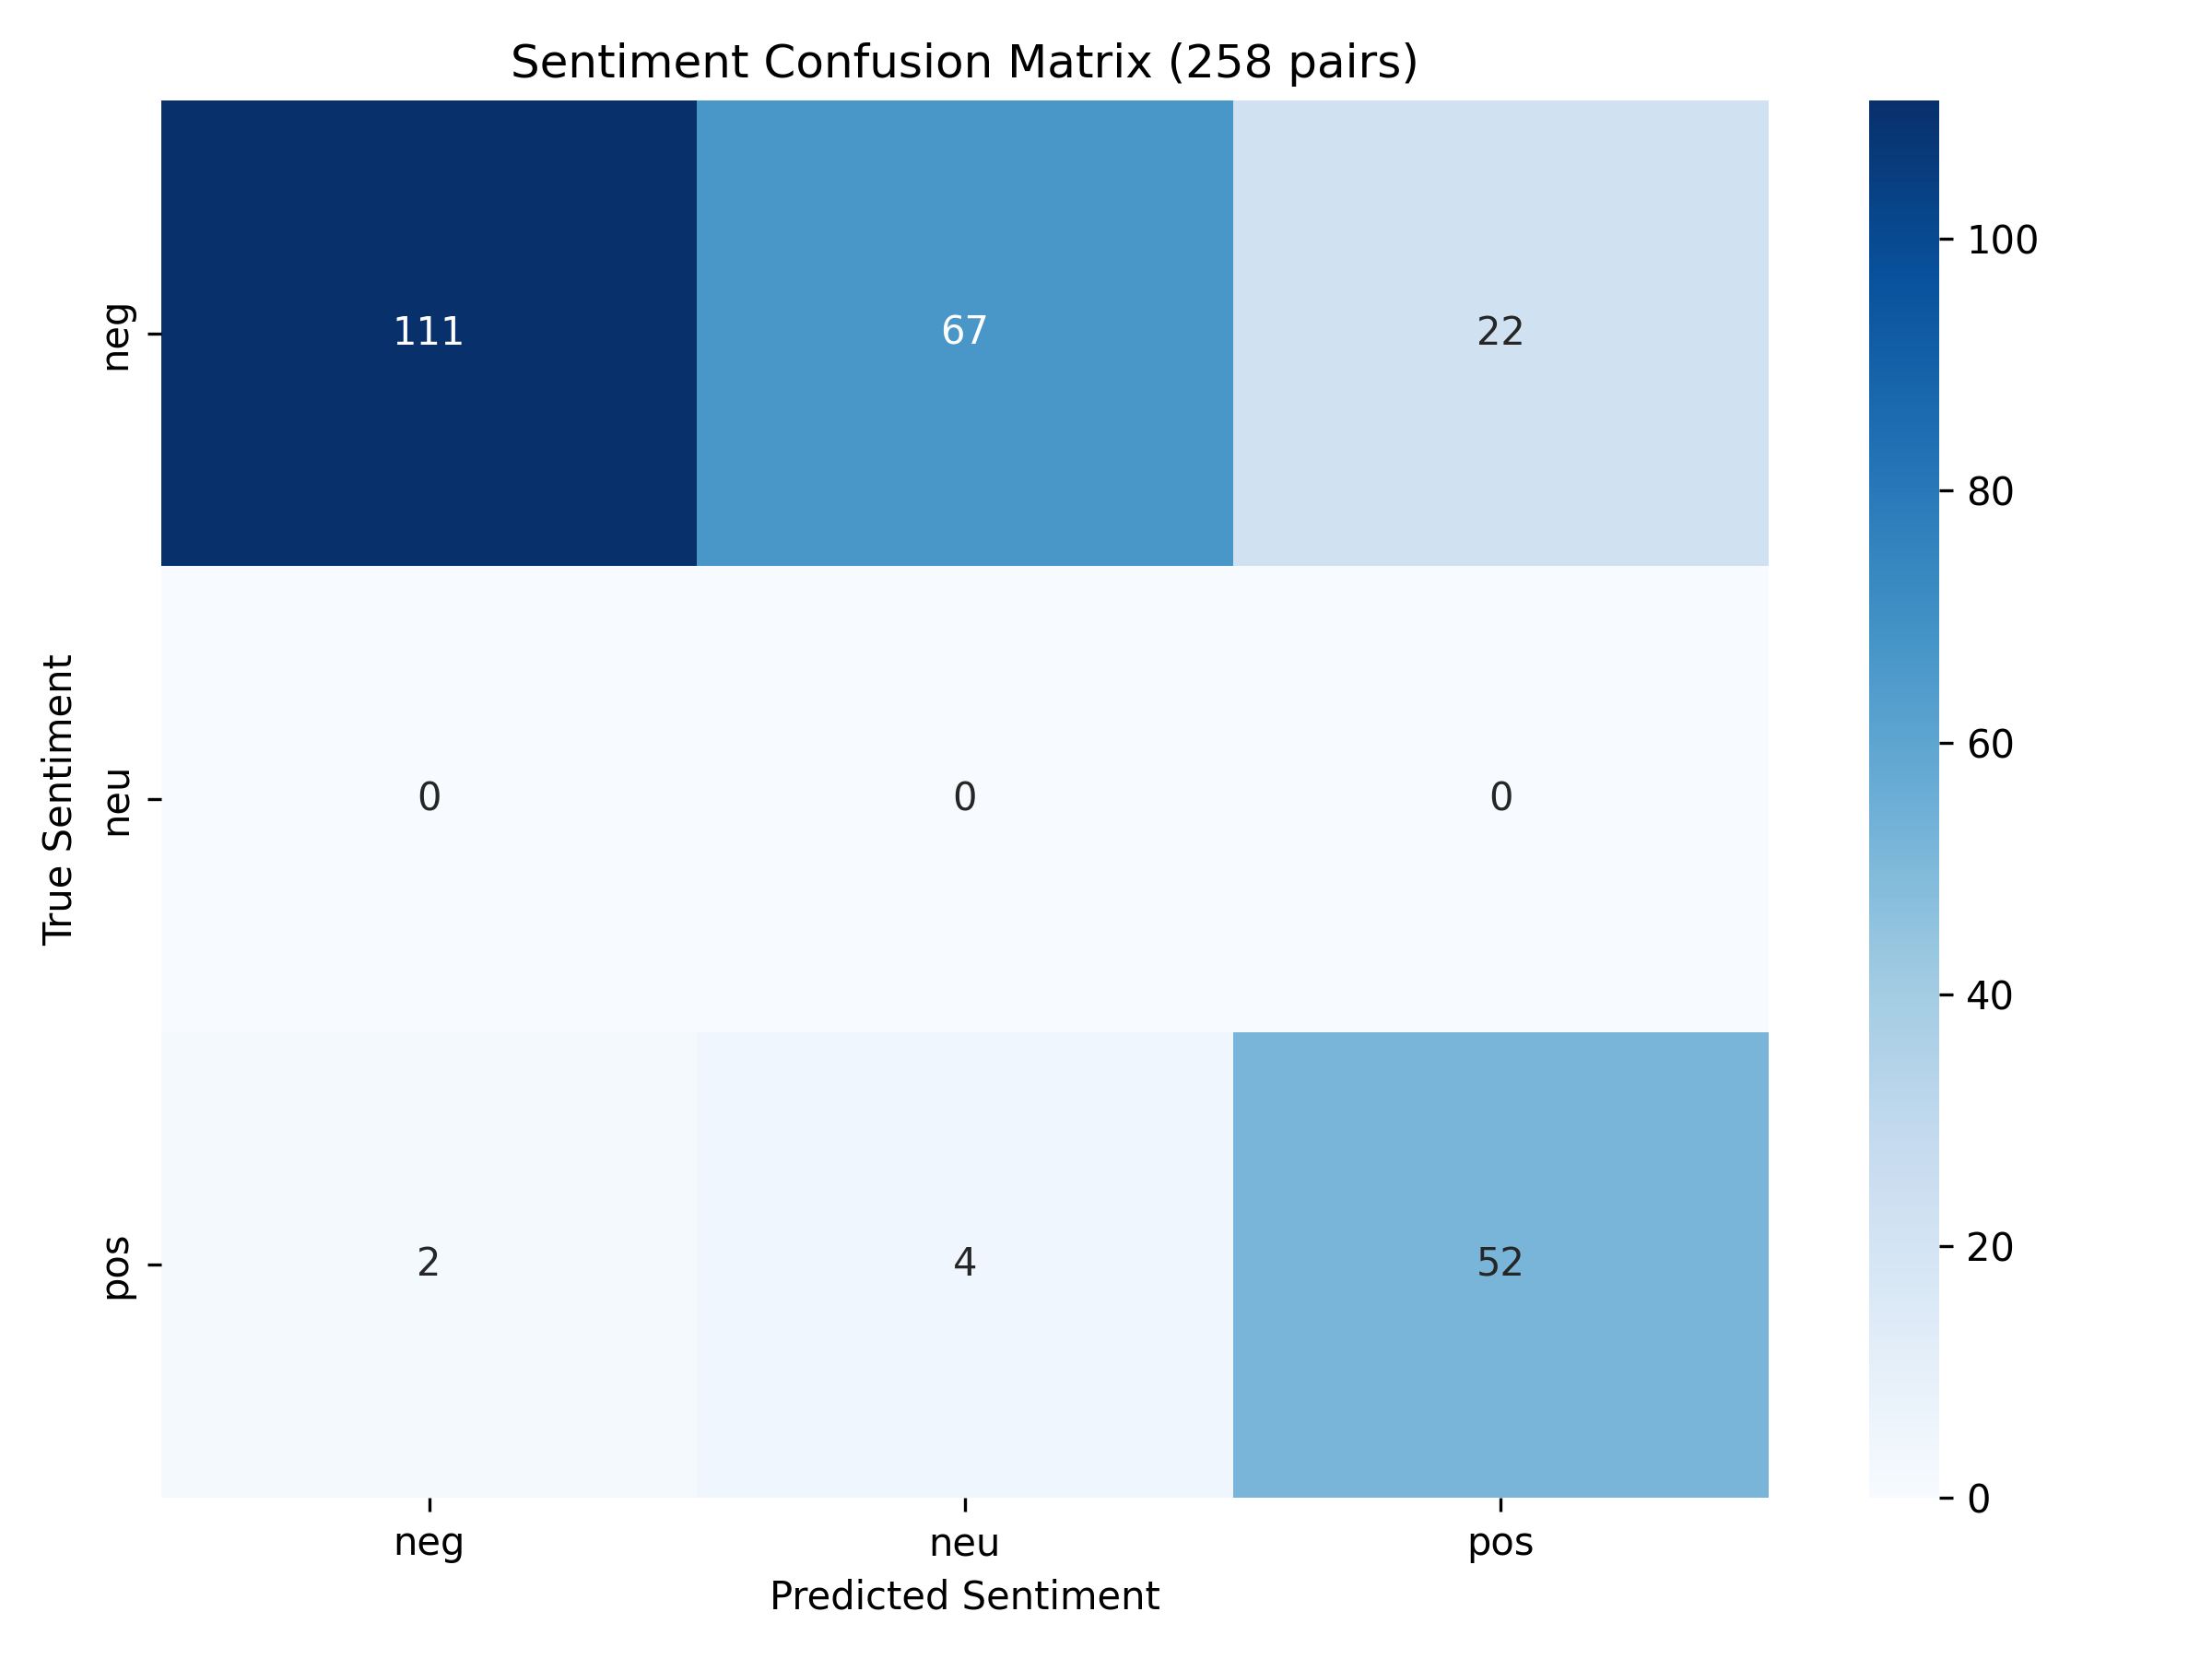 Sentiment Confusion Matrix (258 pairs)
True Sentiment
neg
111 67 22
neu
0 0 0
pos
2 4 52
neg neu pos
Predicted Sentiment
100
80
60
40
20
0